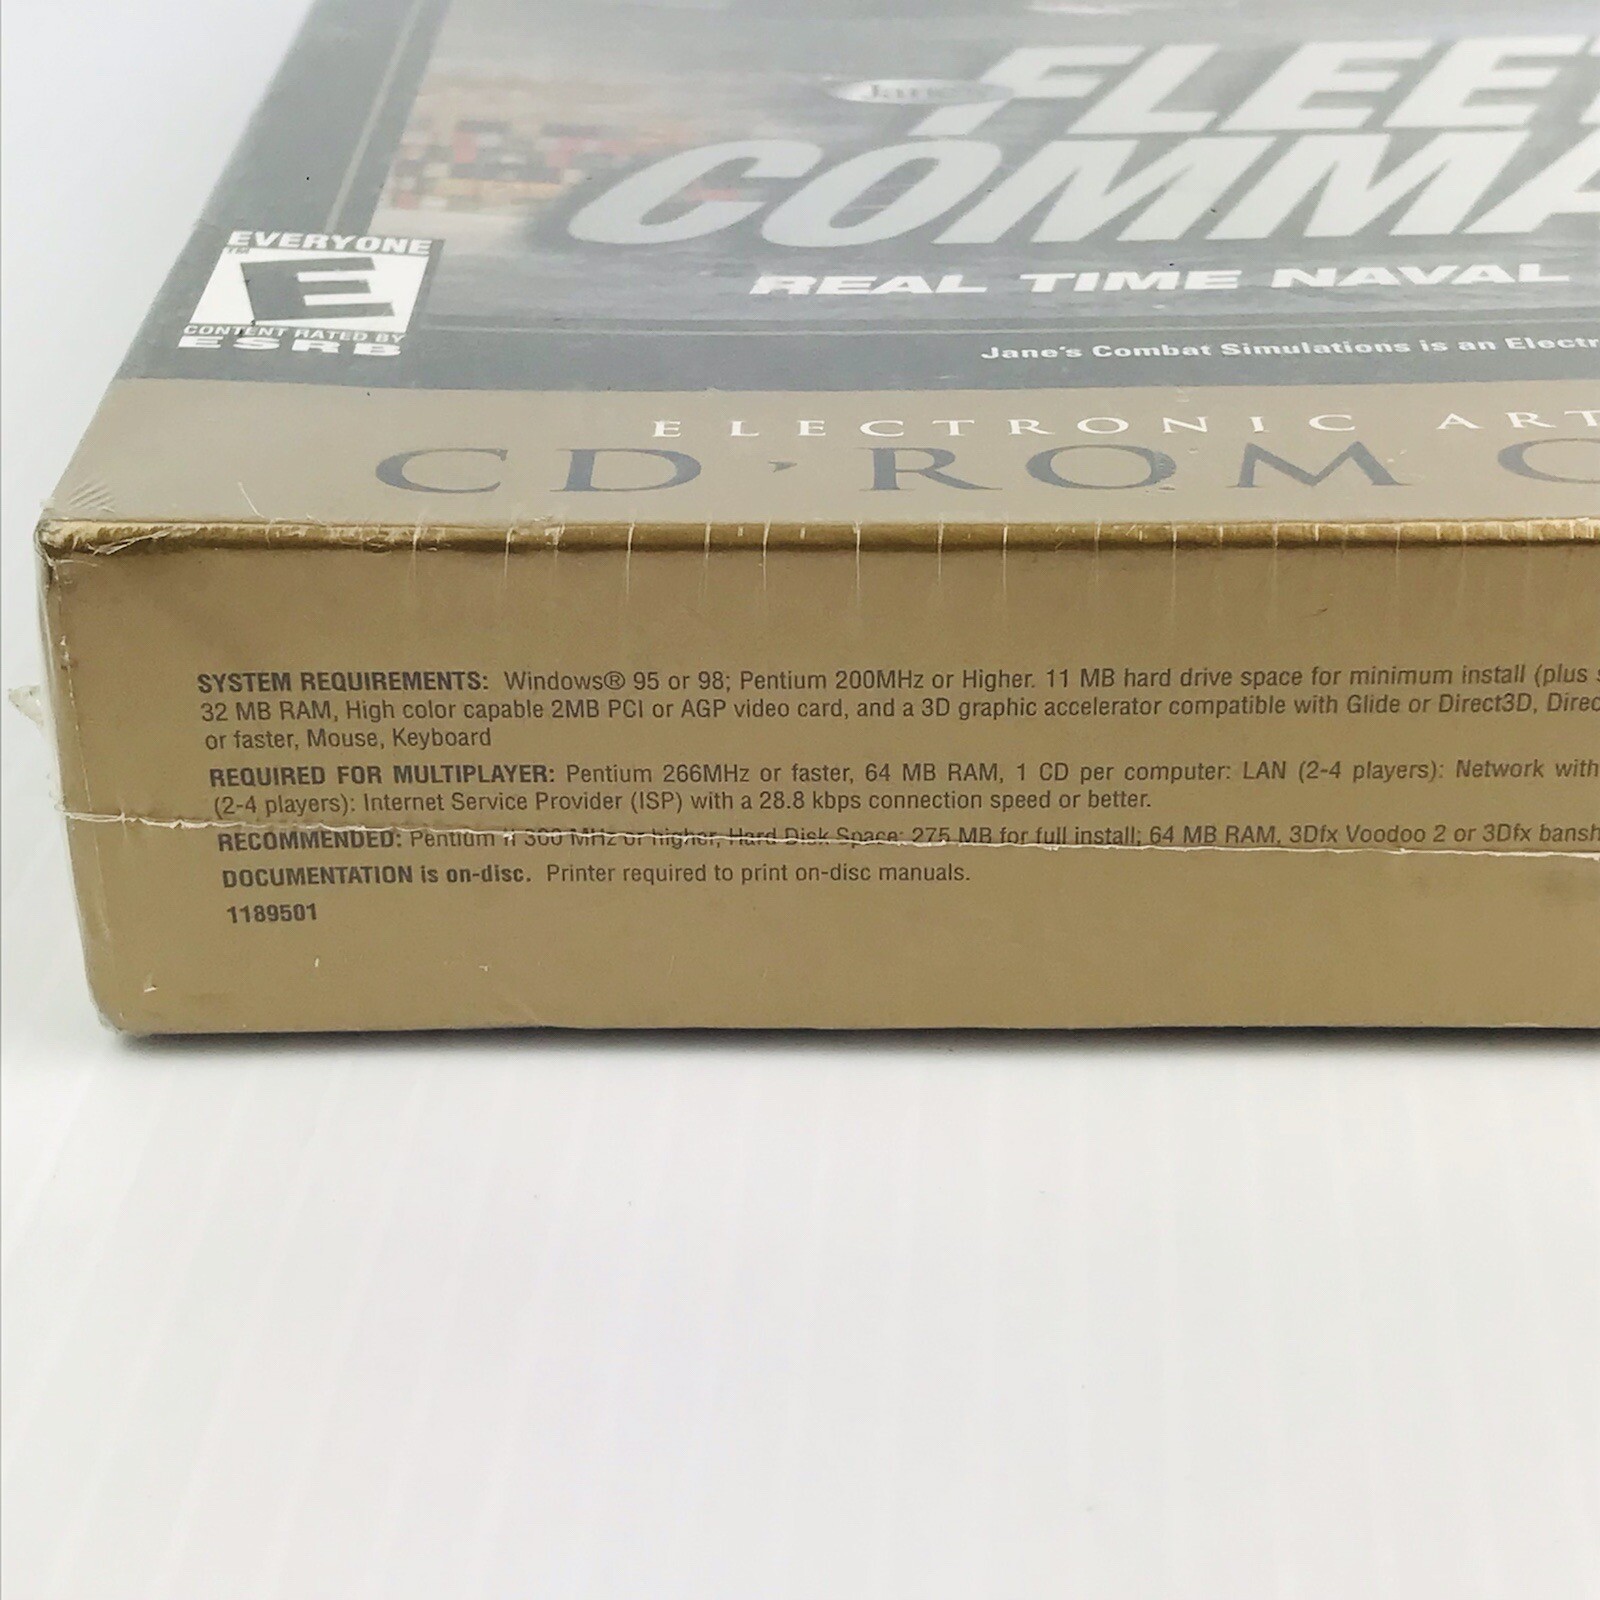 Jane's
FLEET
COMMA
REAL TIME NAVAL
EVERYONE
E
CONTENT RATED BY
ESRB
Jane's Combat Simulations is an Electr
ELECTRONIC ART
CD·ROM C
SYSTEM REQUIREMENTS: Windows® 95 or 98; Pentium 200MHz or Higher. 11 MB hard drive space for minimum install (plus
32 MB RAM, High color capable 2MB PCI or AGP video card, and a 3D graphic accelerator compatible with Glide or Direct3D, Direc
or faster, Mouse, Keyboard
REQUIRED FOR MULTIPLAYER: Pentium 266MHz or faster, 64 MB RAM, 1 CD per computer: LAN (2-4 players): Network with
(2-4 players): Internet Service Provider (ISP) with a 28.8 kbps connection speed or better.
RECOMMENDED: Pentium II 300 MHz or higher, Hard Disk Space: 275 MB for full install; 64 MB RAM, 3Dfx Voodoo 2 or 3Dfx bansh
DOCUMENTATION is on-disc. Printer required to print on-disc manuals.
1189501